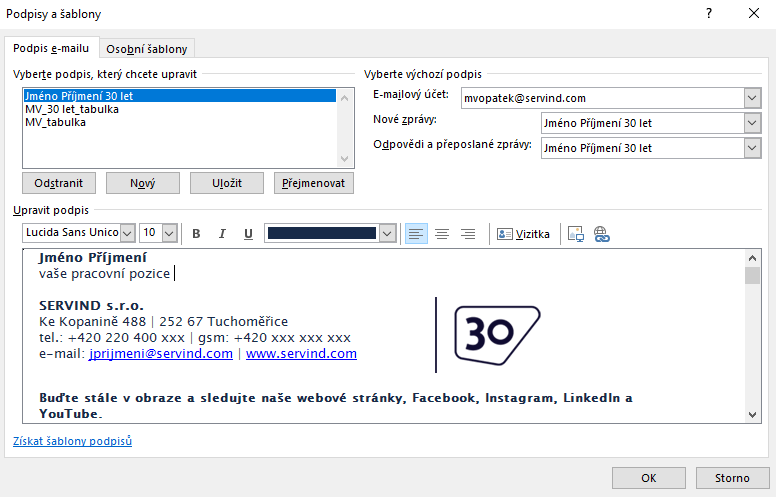 Podpisy a šablony
Podpis e-mailu
Osobní šablony
Vyberte podpis, který chcete upravit
Jméno Příjmení 30 let
MV_30 let_tabulka
MV_tabulka
Odstranit
Nový
Uložit
Přejmenovat
Vyberte výchozí podpis
E-mailový účet:
mvopatek@servind.com
Nové zprávy:
Jméno Příjmení 30 let
Odpovědi a přeposlané zprávy:
Jméno Příjmení 30 let
Upravit podpis
Lucida Sans Unico
10
B I U
Vizitka
Jméno Příjmení
vaše pracovní pozice
SERVIND s.r.o.
Ke Kopanině 488 | 252 67 Tuchoměřice
tel.: +420 220 400 xxx | gsm: +420 xxx xxx xxx
e-mail: jprijmeni@servind.com | www.servind.com
30
Buďte stále v obraze a sledujte naše webové stránky, Facebook, Instagram, LinkedIn a
YouTube.
Získat šablony podpisů
OK
Storno